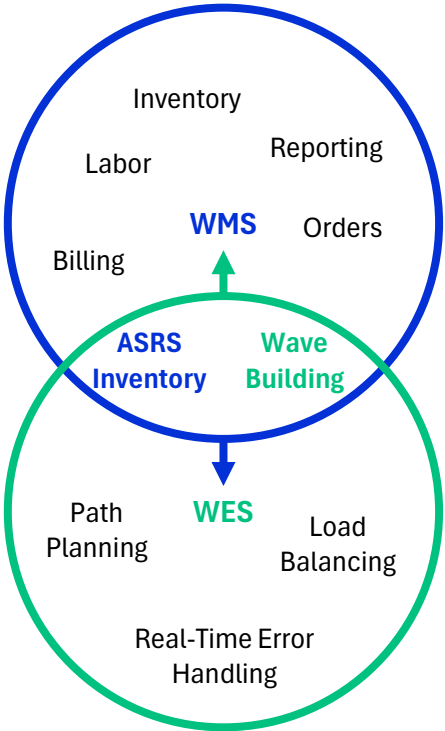 Inventory
Reporting
Labor
WMS
Orders
Billing
ASRS
Inventory
Wave
Building
Path
Planning
WES
Load
Balancing
Real-Time Error
Handling